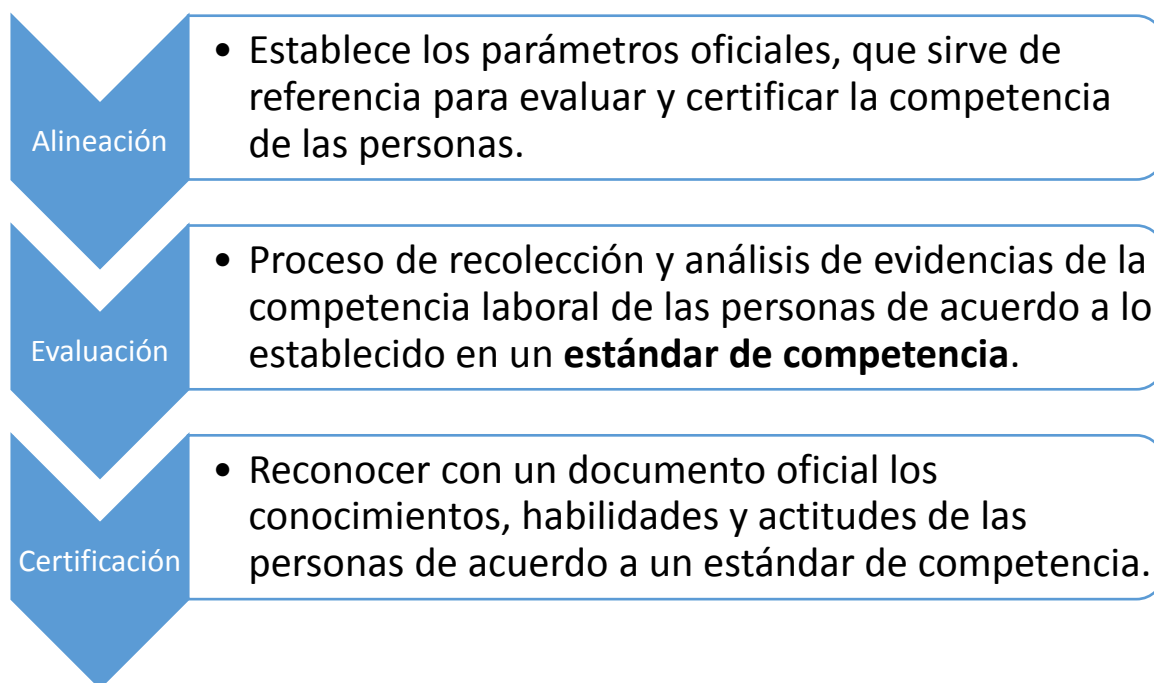 Alineación
• Establece los parámetros oficiales, que sirve de
referencia para evaluar y certificar la competencia
de las personas.
Evaluación
• Proceso de recolección y análisis de evidencias de la
competencia laboral de las personas de acuerdo a lo
establecido en un estándar de competencia.
Certificación
• Reconocer con un documento oficial los
conocimientos, habilidades y actitudes de las
personas de acuerdo a un estándar de competencia.